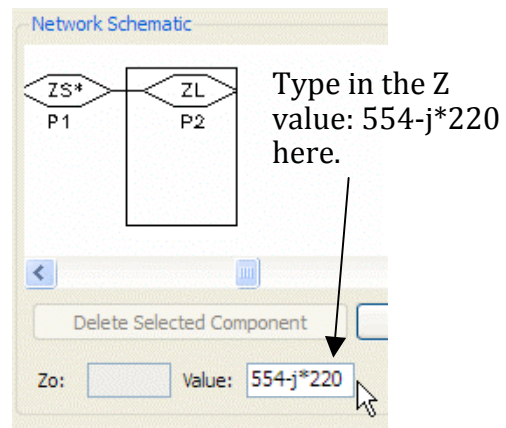 Network Schematic
ZS* ZL
P1 P2
Type in the Z
value: 554-j*220
here.
Delete Selected Component
Zo: Value: 554-j*220